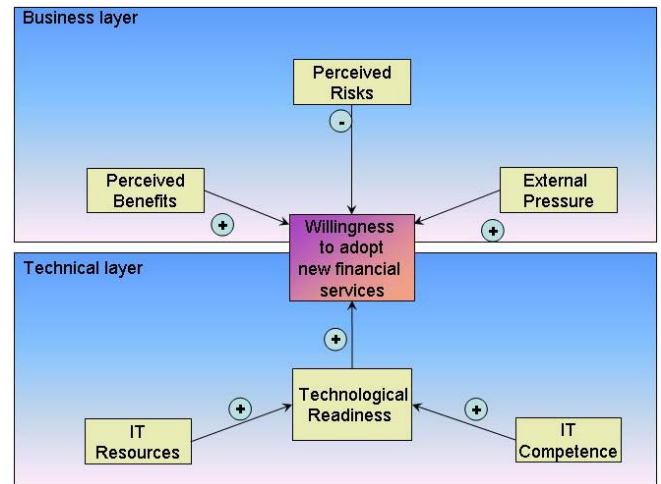 Business layer
Perceived
Risks
-
Perceived
Benefits
External
Pressure
+
+
Willingness
to adopt
new financial
services
Technical layer
+
Technological
Readiness
+
+
IT
Resources
IT
Competence